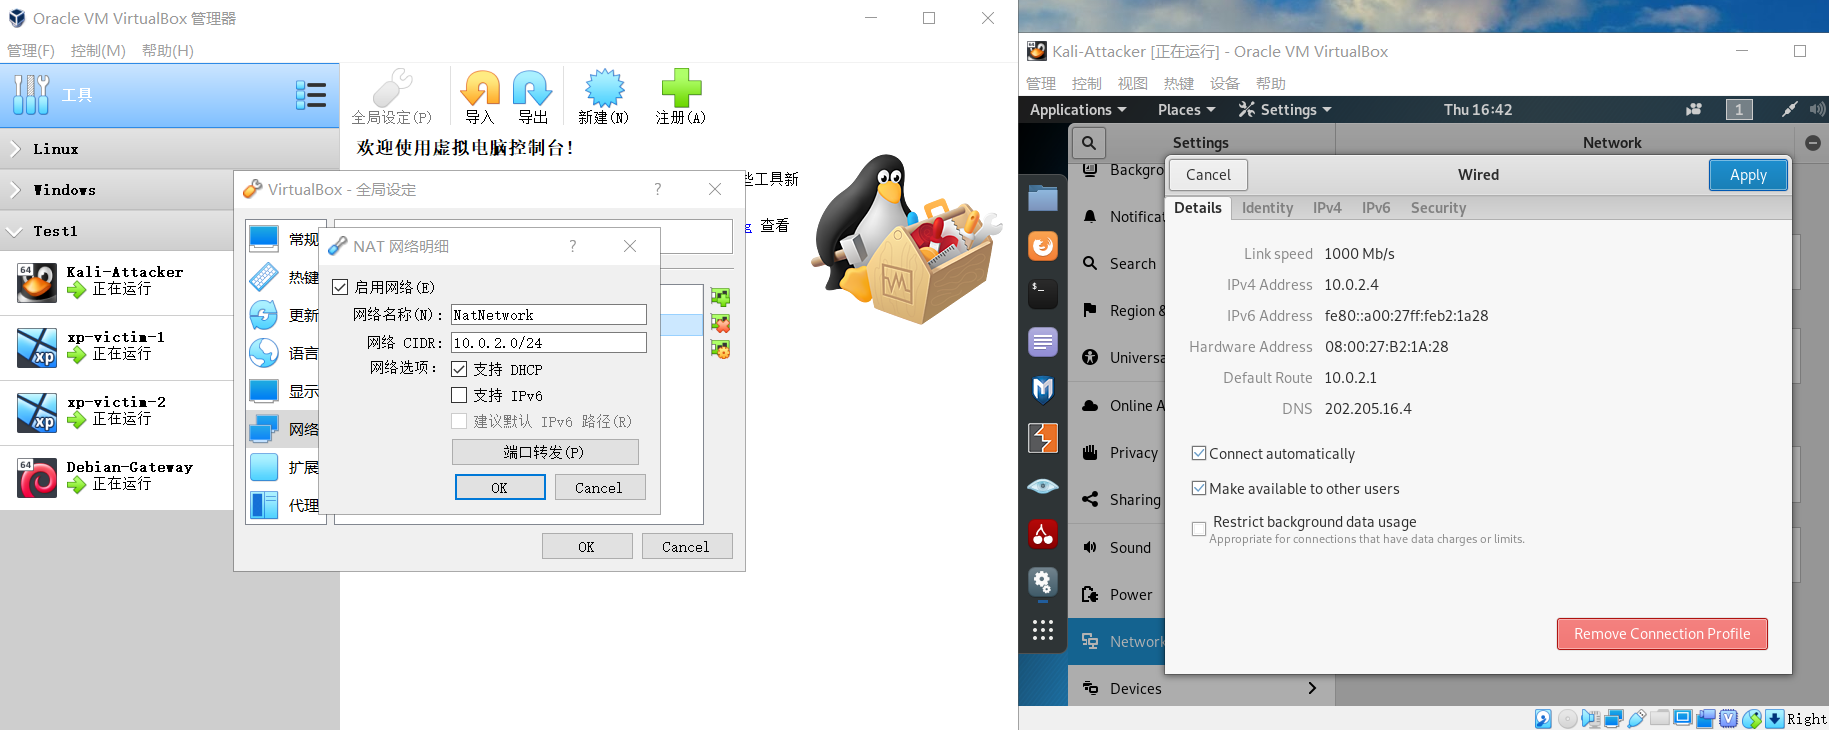 Oracle VM VirtualBox 管理器
管理(F) 控制(M) 帮助(H)
工具
全局设定(P) 导入 导出 新建(N) 注册(A)
Linux
Windows
Test1
64
Kali-Attacker
正在运行
xp
xp-victim-1
正在运行
xp
xp-victim-2
正在运行
64
Debian-Gateway
正在运行
欢迎使用虚拟电脑控制台!
些工具新
查看
VirtualBox - 全局设定 ?
常规
热键
更新
语言
显示
网络
扩展
代理
OK Cancel
NAT 网络明细 ?
启用网络(E)
网络名称(N): NatNetwork
网络 CIDR: 10.0.2.0/24
网络选项: 支持 DHCP
支持 IPv6
建议默认 IPv6 路径(R)
端口转发(P)
OK Cancel
Kali-Attacker [正在运行] - Oracle VM VirtualBox
管理 控制 视图 热键 设备 帮助
Applications Places Settings Thu 16:42 1
Settings Network
Backgro
Notificat
Search
Region &
Universa
Online A
Privacy
Sharing
Sound
Power
Network
Devices
Cancel Wired Apply
Details Identity IPv4 IPv6 Security
Link speed 1000 Mb/s
IPv4 Address 10.0.2.4
IPv6 Address fe80::a00:27ff:feb2:1a28
Hardware Address 08:00:27:B2:1A:28
Default Route 10.0.2.1
DNS 202.205.16.4
Connect automatically
Make available to other users
Restrict background data usage
Appropriate for connections that have data charges or limits.
Remove Connection Profile
Right